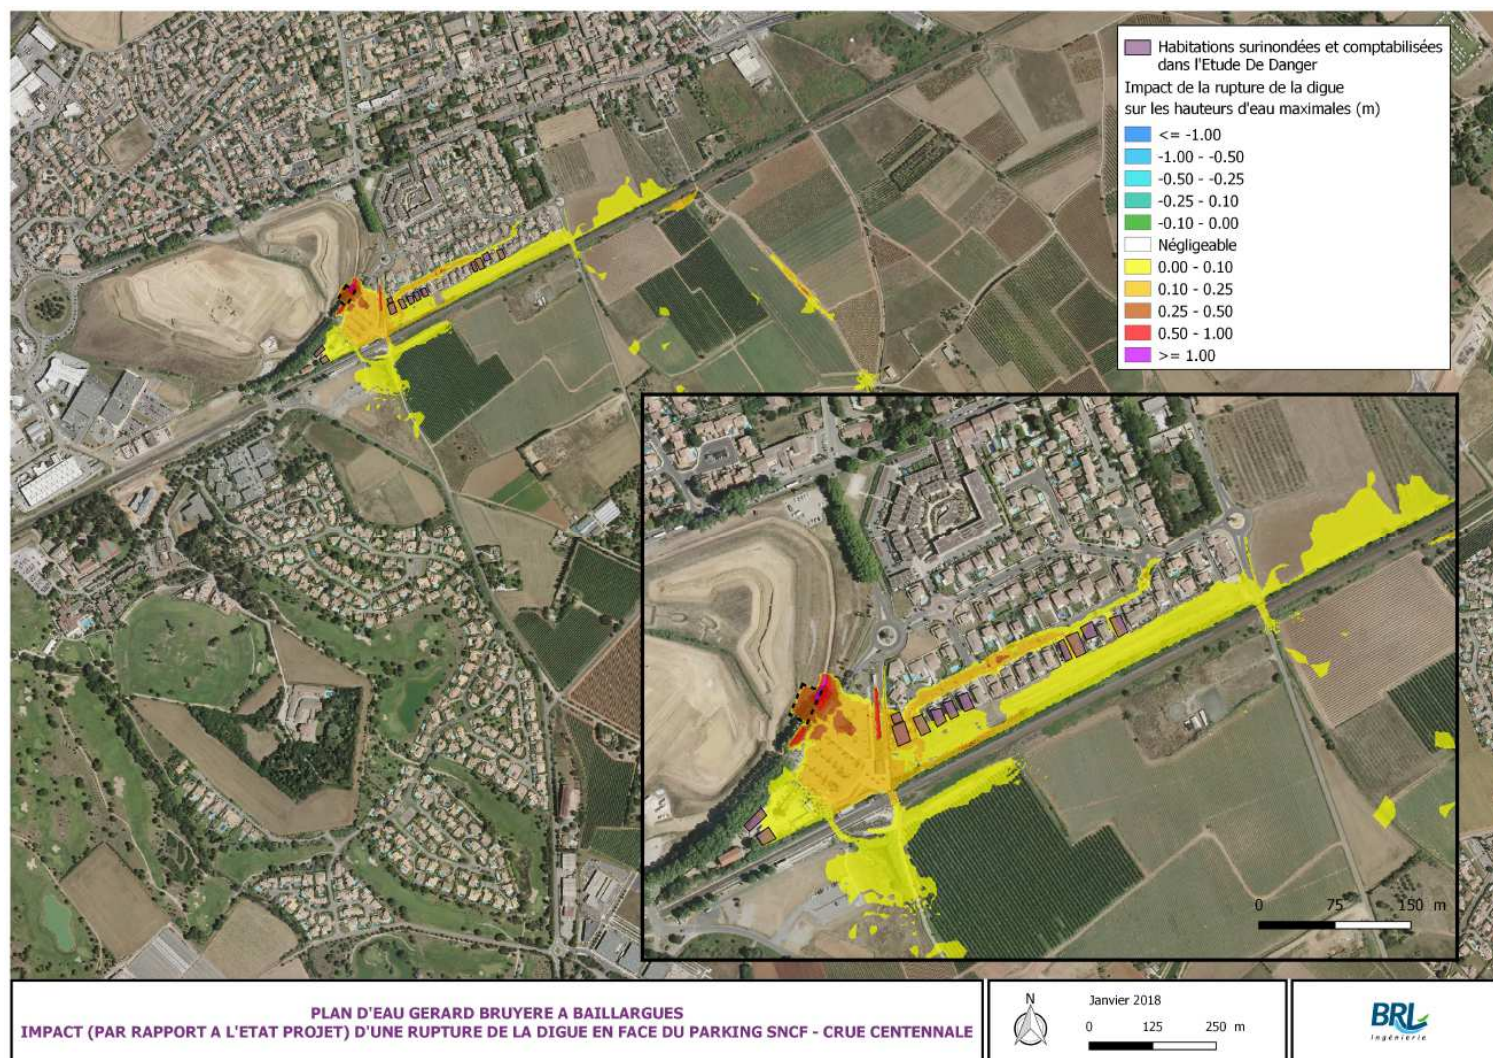 Habitations surinondées et comptabilisées
dans l'Etude De Danger
Impact de la rupture de la digue
sur les hauteurs d'eau maximales (m)
<= -1.00
-1.00 - -0.50
-0.50 - -0.25
-0.25 - 0.10
-0.10 - 0.00
Négligeable
0.00 - 0.10
0.10 - 0.25
0.25 - 0.50
0.50 - 1.00
>= 1.00
0 75 150 m
PLAN D'EAU GERARD BRUYERE A BAILLARGUES
IMPACT (PAR RAPPORT A L'ETAT PROJET) D'UNE RUPTURE DE LA DIGUE EN FACE DU PARKING SNCF - CRUE CENTENNALE
N
Janvier 2018
0 125 250 m
BRL
Ingénierie